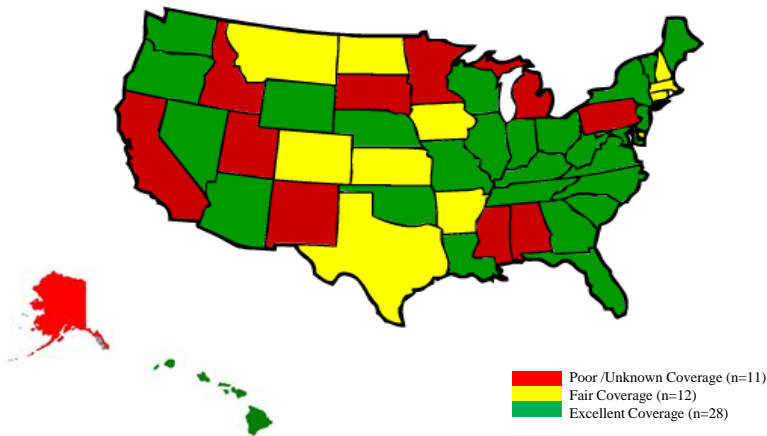 Poor /Unknown Coverage (n=11)
Fair Coverage (n=12)
Excellent Coverage (n=28)